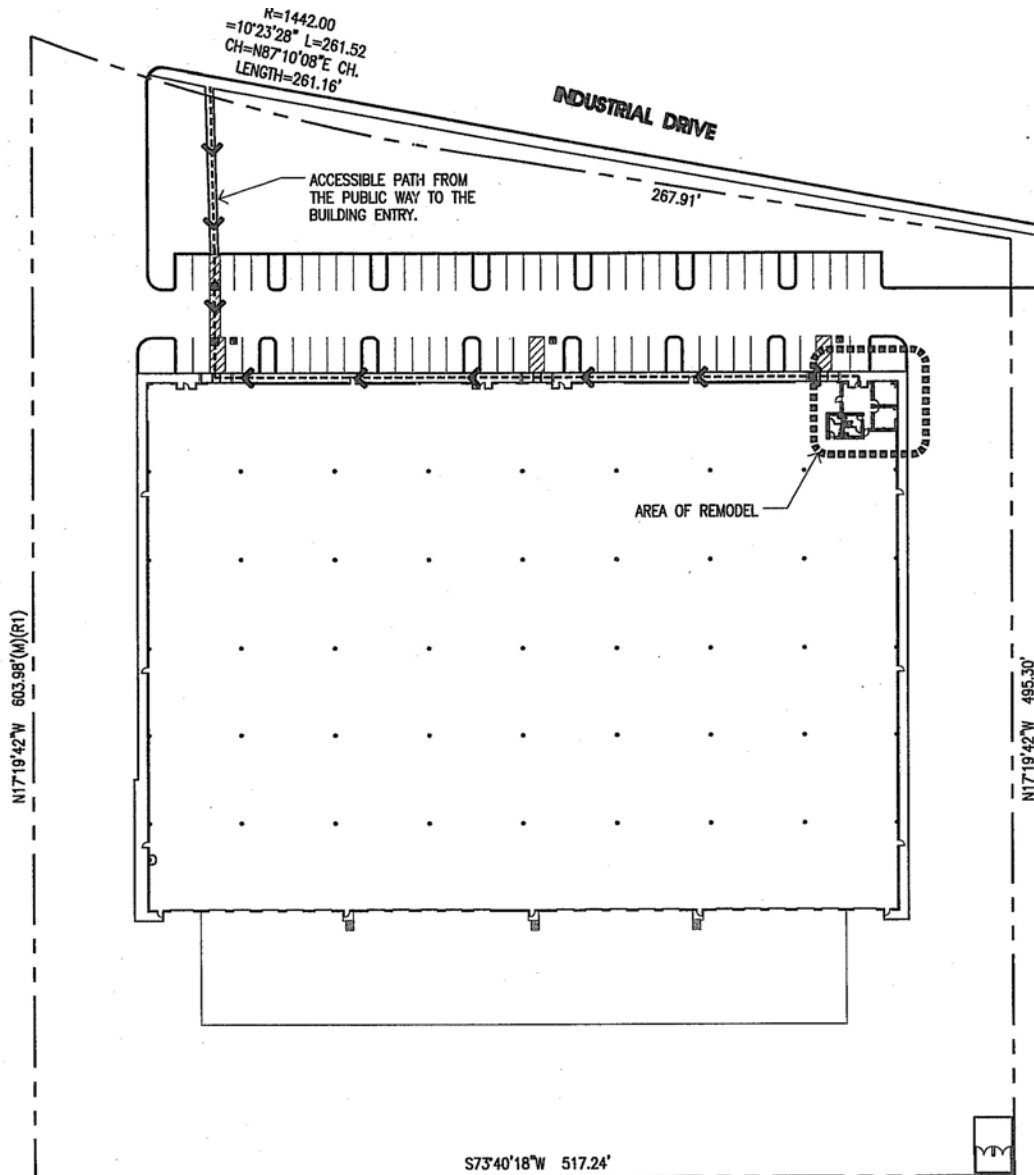 R=1442.00
=10°23'28" L=261.52
CH=N87°10'08"E CH.
LENGTH=261.16'
INDUSTRIAL DRIVE
267.91'
ACCESSIBLE PATH FROM
THE PUBLIC WAY TO THE
BUILDING ENTRY.
AREA OF REMODEL
N17°19'42"W 603.98'(M)(R1)
N17°19'42"W 495.30'
S73°40'18"W 517.24'